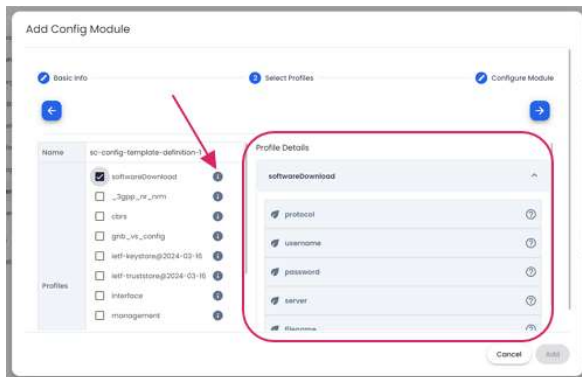 Add Config Module
Basic Info
2 Select Profiles
Configure Module
Name
sc-config-template-definition-1
Profiles
softwareDownload
_3gpp_nr_nrm
cbrs
gnb_vs_config
ietf-keystore@2024-03-16
ietf-truststore@2024-03-16
interface
management
Profile Details
softwareDownload
protocol
username
password
server
filename
Cancel
Add